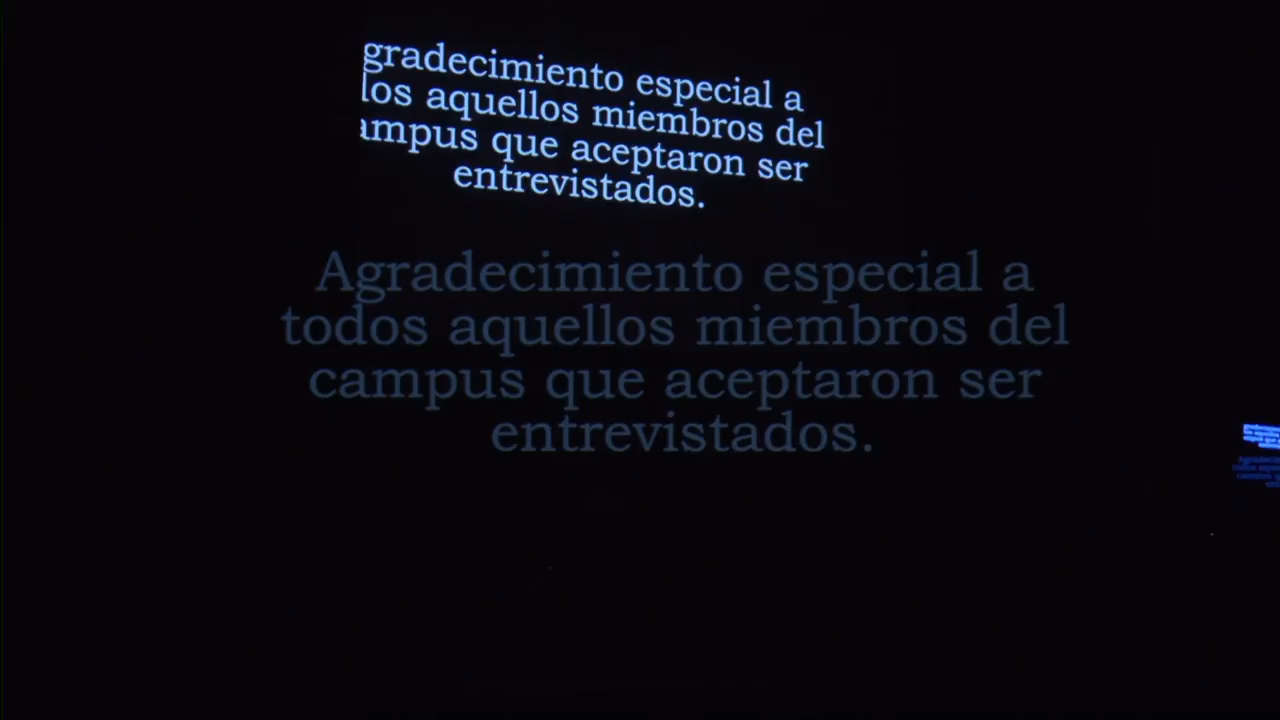 gradecimiento especial a
los aquellos miembros del
ampus que aceptaron ser
entrevistados.
Agradecimiento especial a
todos aquellos miembros del
campus que aceptaron ser
entrevistados.